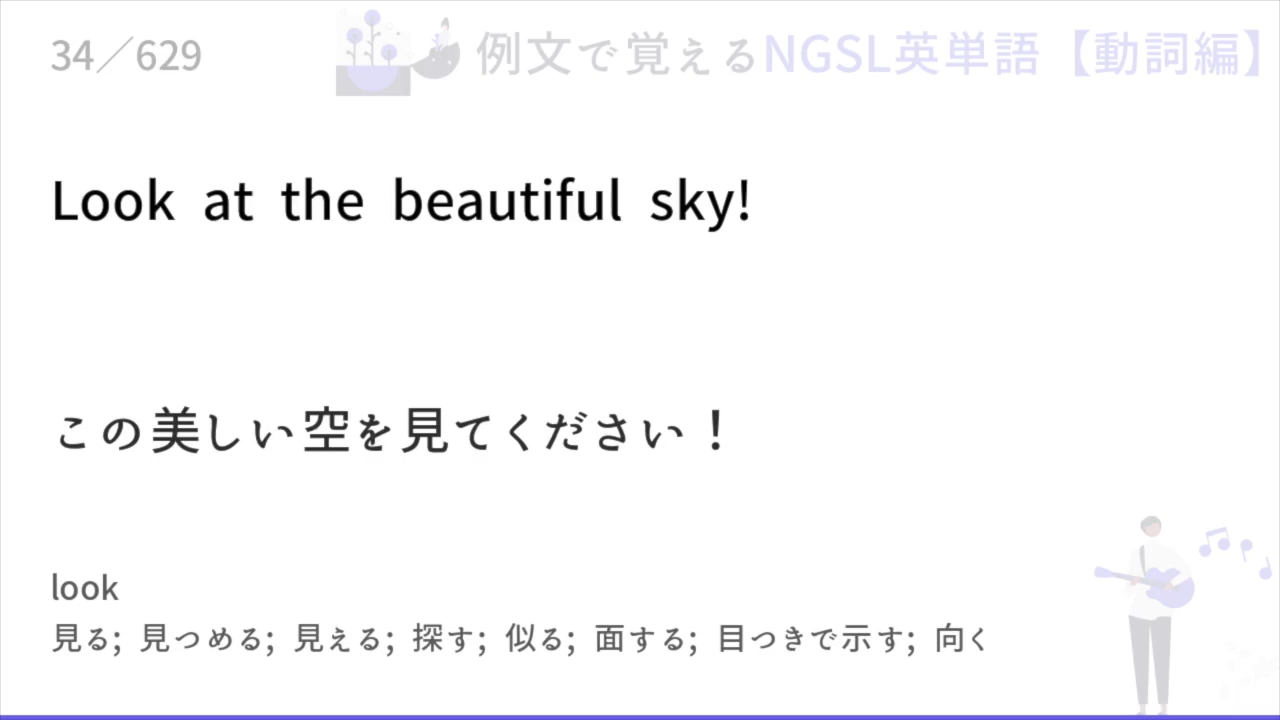 34／629
例文で覚えるNGSL英単語【動詞編】
Look at the beautiful sky!
この美しい空を見てください！
look
見る; 見つめる; 見える; 探す; 似る; 面する; 目つきで示す; 向く